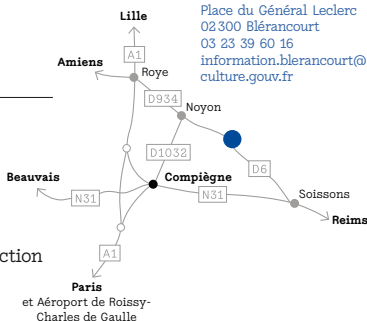 Place du Général Leclerc
02 300 Blérancourt
03 23 39 60 16
information.blerancourt@
culture.gouv.fr
Lille
A1
Amiens
Roye
D934
Noyon
D1032
D6
Beauvais
Compiègne
N31
N31
Soissons
Reims
ction
A1
Paris
et Aéroport de Roissy-
Charles de Gaulle